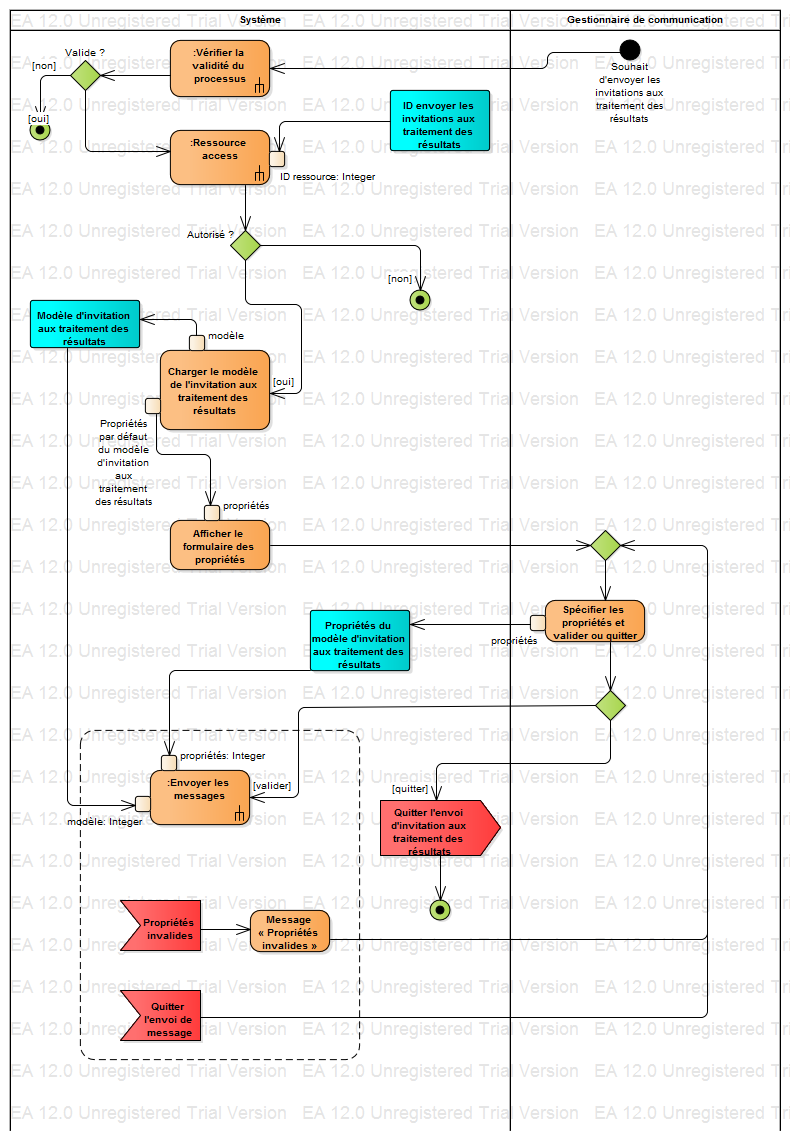 Système
Gestionnaire de communication
EA 12.0 Unregistered Trial Version
Valide ?
[non]
[oui]
:Vérifier la
validité du
processus
Souhait
d'envoyer les
invitations aux
traitement des
résultats
ID envoyer les
invitations aux
traitement des
résultats
:Ressource
access
ID ressource: Integer
Autorisé ?
[non]
Modèle d'invitation
aux traitement des
résultats
modèle
Charger le modèle
de l'invitation aux
traitement des
résultats
[oui]
Propriétés
par défaut
du modèle
d'invitation
aux
traitement
des résultats
propriétés
Afficher le
formulaire des
propriétés
Spécifier les
propriétés et
valider ou quitter
propriétés
Propriétés du
modèle d'invitation
aux traitement des
résultats
propriétés: Integer
:Envoyer les
messages
[valider]
modèle: Integer
[quitter]
Quitter l'envoi
d'invitation aux
traitement des
résultats
Propriétés
invalides
Message
« Propriétés
invalides »
Quitter
l'envoi de
message